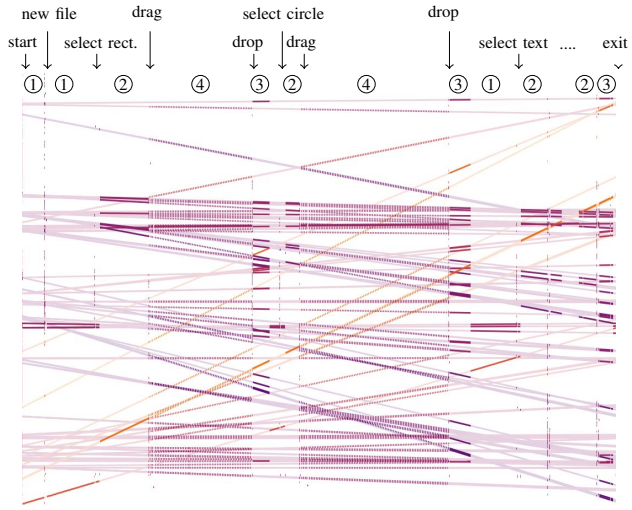 new file drag select circle drop
start select rect. drop drag select text .... exit
① ① ② ④ ③ ② ④ ③ ① ② ② ③